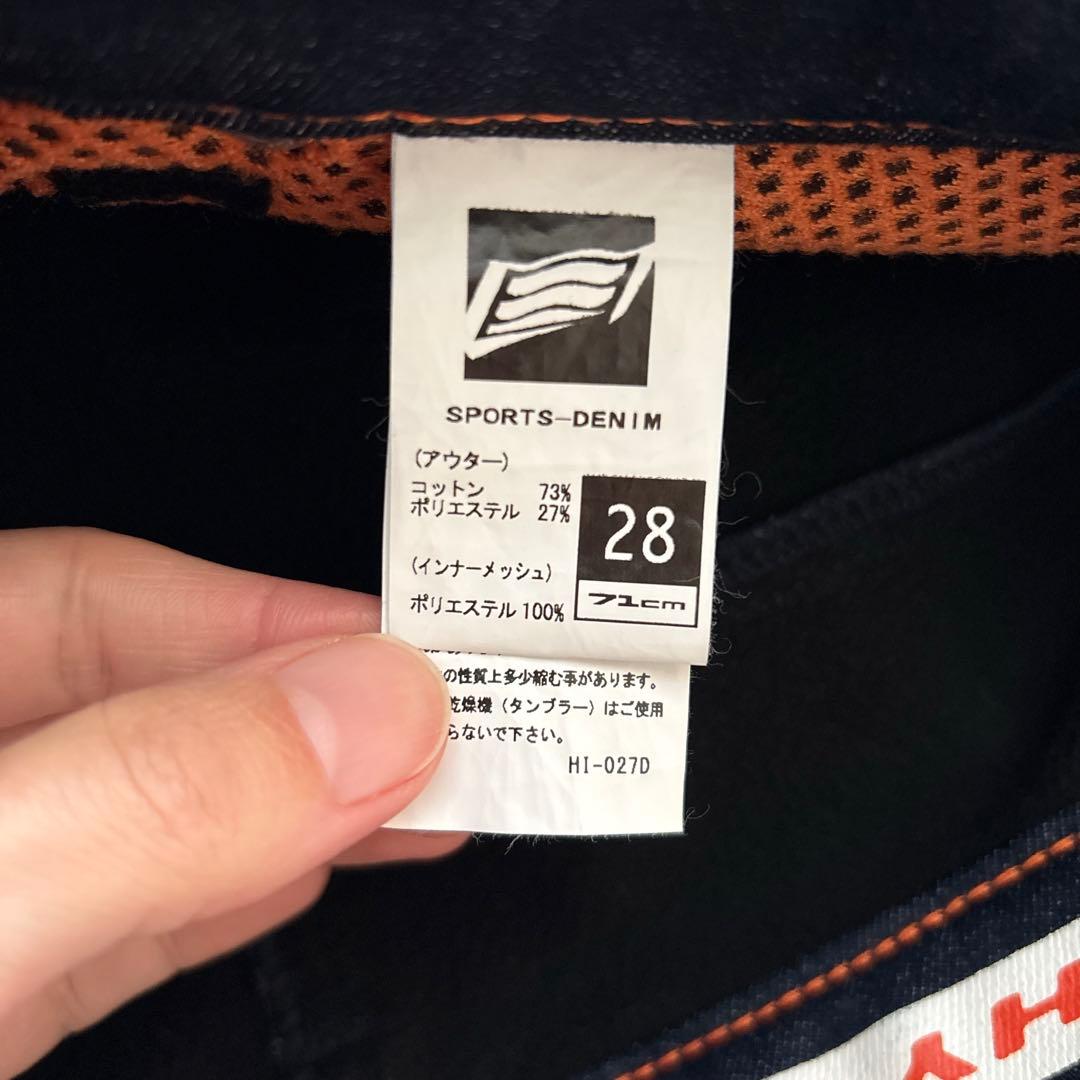 SPORTS-DENIM
(アウター)
コットン 73%
ポリエステル 27%
28
71cm
(インナーメッシュ)
ポリエステル 100%
の性質上多少縮む事があります。
乾燥機（タンブラー）はご使用
らないで下さい。
HI-027D